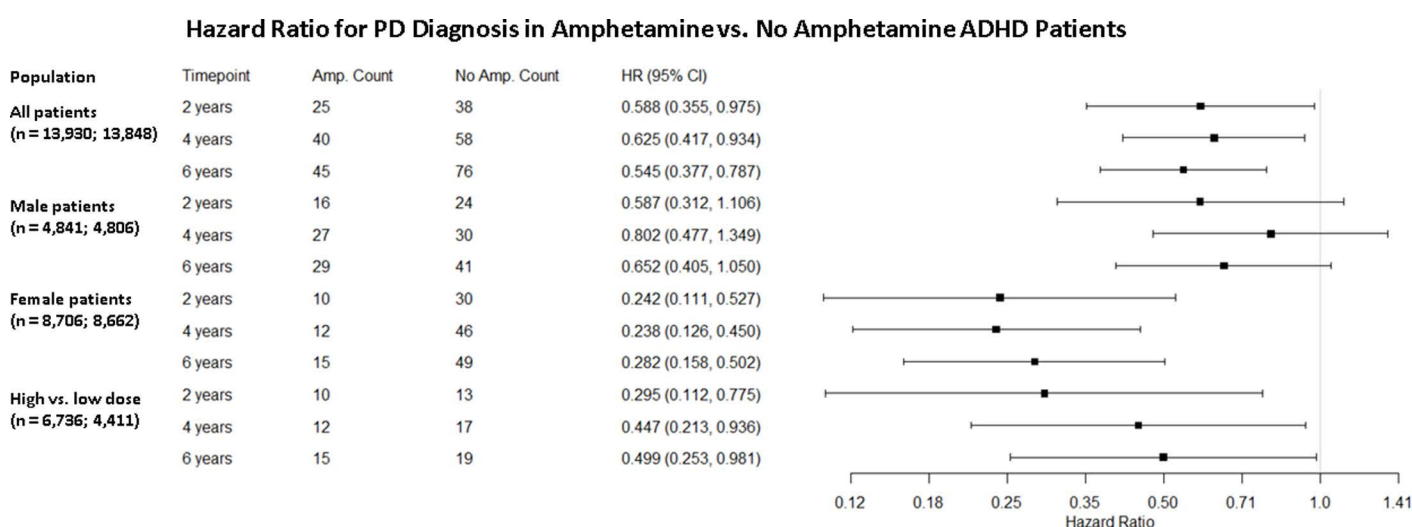 Hazard Ratio for PD Diagnosis in Amphetamine vs. No Amphetamine ADHD Patients
Population Timepoint Amp. Count No Amp. Count HR (95% CI)
All patients
(n = 13,930; 13,848)
2 years 25 38 0.588 (0.355, 0.975)
4 years 40 58 0.625 (0.417, 0.934)
6 years 45 76 0.545 (0.377, 0.787)
Male patients
(n = 4,841; 4,806)
2 years 16 24 0.587 (0.312, 1.106)
4 years 27 30 0.802 (0.477, 1.349)
6 years 29 41 0.652 (0.405, 1.050)
Female patients
(n = 8,706; 8,662)
2 years 10 30 0.242 (0.111, 0.527)
4 years 12 46 0.238 (0.126, 0.450)
6 years 15 49 0.282 (0.158, 0.502)
High vs. low dose
(n = 6,736; 4,411)
2 years 10 13 0.295 (0.112, 0.775)
4 years 12 17 0.447 (0.213, 0.936)
6 years 15 19 0.499 (0.253, 0.981)
0.12 0.18 0.25 0.35 0.50 0.71 1.0 1.41
Hazard Ratio